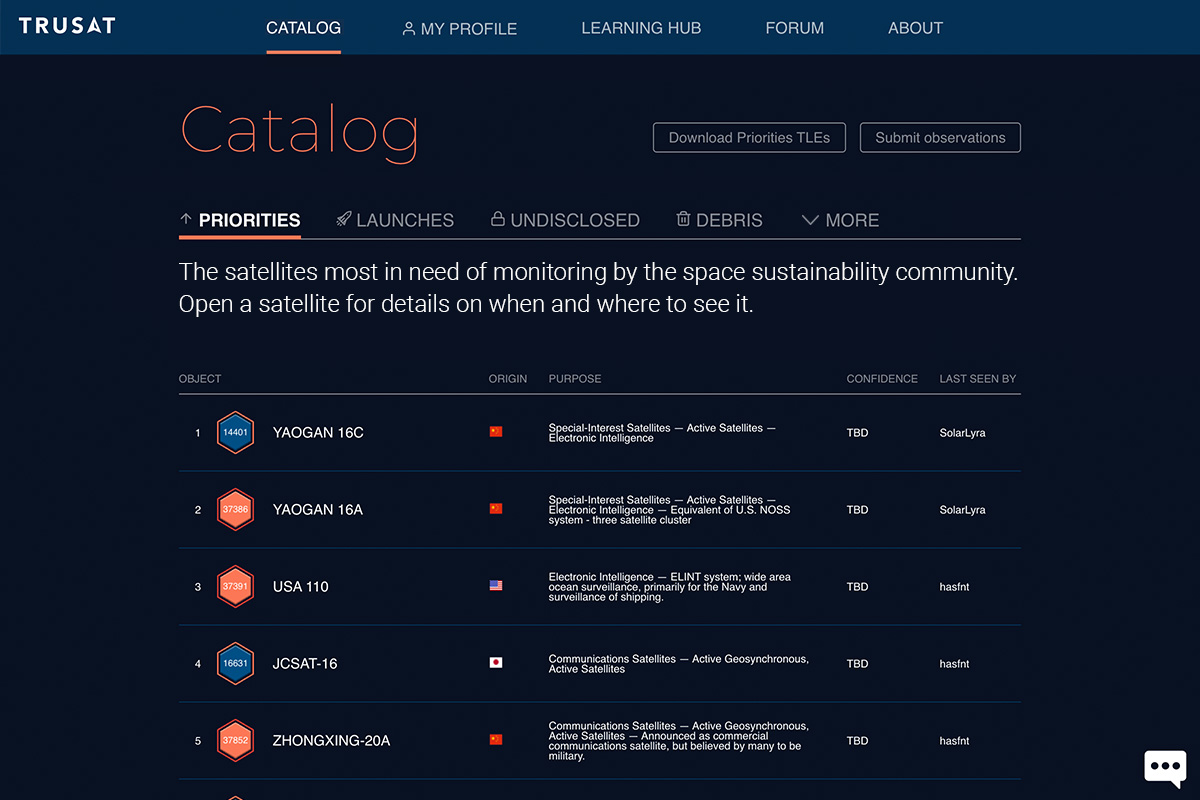 TRUSAT
CATALOG
MY PROFILE
LEARNING HUB
FORUM
ABOUT
Catalog
Download Priorities TLEs
Submit observations
PRIORITIES
LAUNCHES
UNDISCLOSED
DEBRIS
MORE
The satellites most in need of monitoring by the space sustainability community.
Open a satellite for details on when and where to see it.
OBJECT
ORIGIN
PURPOSE
CONFIDENCE
LAST SEEN BY
1
14401
YAOGAN 16C
Special-Interest Satellites — Active Satellites —
Electronic Intelligence
TBD
SolarLyra
2
37386
YAOGAN 16A
Special-Interest Satellites — Active Satellites —
Electronic Intelligence — Equivalent of U.S. NOSS
system - three satellite cluster
TBD
SolarLyra
3
37391
USA 110
Electronic Intelligence — ELINT system; wide area
ocean surveillance, primarily for the Navy and
surveillance of shipping.
TBD
hasfnt
4
16631
JCSAT-16
Communications Satellites — Active Geosynchronous,
Active Satellites
TBD
hasfnt
5
37852
ZHONGXING-20A
Communications Satellites — Active Geosynchronous,
Active Satellites — Announced as commercial
communications satellite, but believed by many to be
military.
TBD
hasfnt